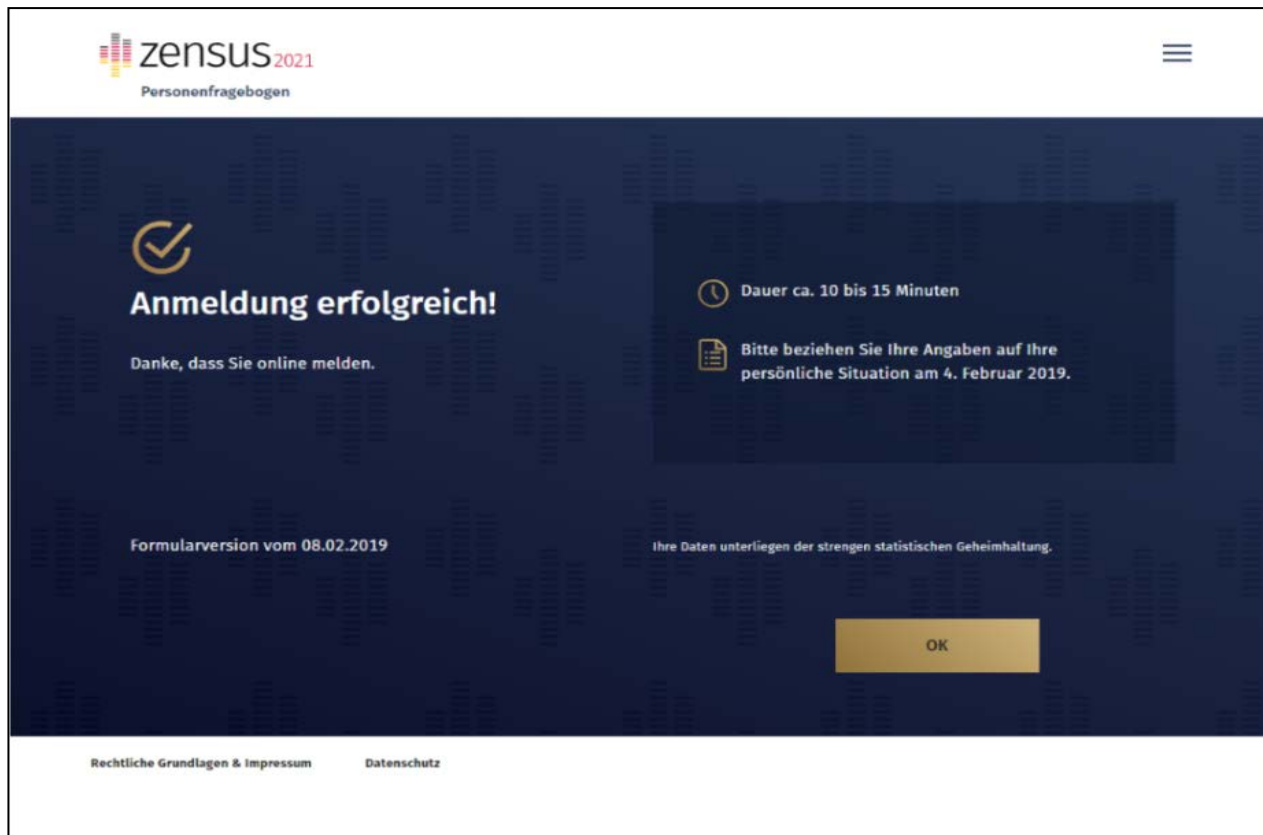 zensus 2021
Personenfragebogen
Anmeldung erfolgreich!
Danke, dass Sie online melden.
Dauer ca. 10 bis 15 Minuten
Bitte beziehen Sie Ihre Angaben auf Ihre
persönliche Situation am 4. Februar 2019.
Formularversion vom 08.02.2019
Ihre Daten unterliegen der strengen statistischen Geheimhaltung.
OK
Rechtliche Grundlagen & Impressum
Datenschutz